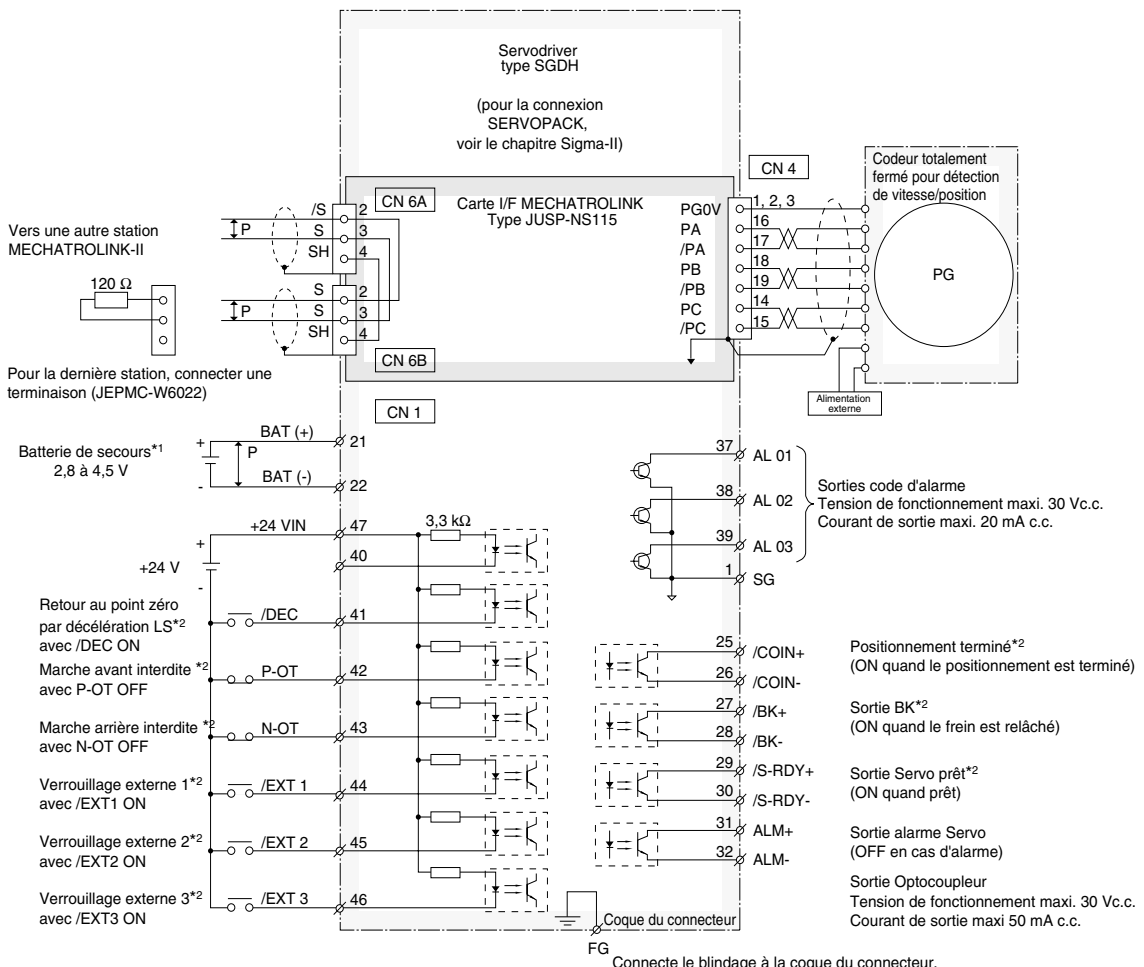 Servodriver
type SGDH
(pour la connexion
SERVOPACK,
voir le chapitre Sigma-II)
CN 6A
Carte I/F MECHATROLINK
Type JUSP-NS115
CN 4
Codeur totalement
fermé pour détection
de vitesse/position
PG
Alimentation
externe
PG0V 1, 2, 3
PA 16
/PA 17
PB 18
/PB 19
PC 14
/PC 15
Vers une autre station
MECHATROLINK-II
P
/S 2
S 3
SH 4
120 Ω
P
S 2
S 3
SH 4
CN 6B
Pour la dernière station, connecter une
terminaison (JEPMC-W6022)
CN 1
Batterie de secours*1
2,8 à 4,5 V
+
-
P
BAT (+) 21
BAT (-) 22
+24 VIN 47
3,3 kΩ
40
+
+24 V
-
Retour au point zéro
par décélération LS*2
avec /DEC ON
/DEC 41
Marche avant interdite *2
avec P-OT OFF
P-OT 42
Marche arrière interdite *2
avec N-OT OFF
N-OT 43
Verrouillage externe 1*2
avec /EXT1 ON
/EXT 1 44
Verrouillage externe 2*2
avec /EXT2 ON
/EXT 2 45
Verrouillage externe 3*2
avec /EXT3 ON
/EXT 3 46
37 AL 01
38 AL 02
39 AL 03
1 SG
Sorties code d'alarme
Tension de fonctionnement maxi. 30 Vc.c.
Courant de sortie maxi. 20 mA c.c.
25 /COIN+
26 /COIN-
Positionnement terminé*2
(ON quand le positionnement est terminé)
27 /BK+
28 /BK-
Sortie BK*2
(ON quand le frein est relâché)
29 /S-RDY+
30 /S-RDY-
Sortie Servo prêt*2
(ON quand prêt)
31 ALM+
32 ALM-
Sortie alarme Servo
(OFF en cas d'alarme)
Sortie Optocoupleur
Tension de fonctionnement maxi. 30 Vc.c.
Courant de sortie maxi 50 mA c.c.
Coque du connecteur
FG
Connecte le blindage à la coque du connecteur.